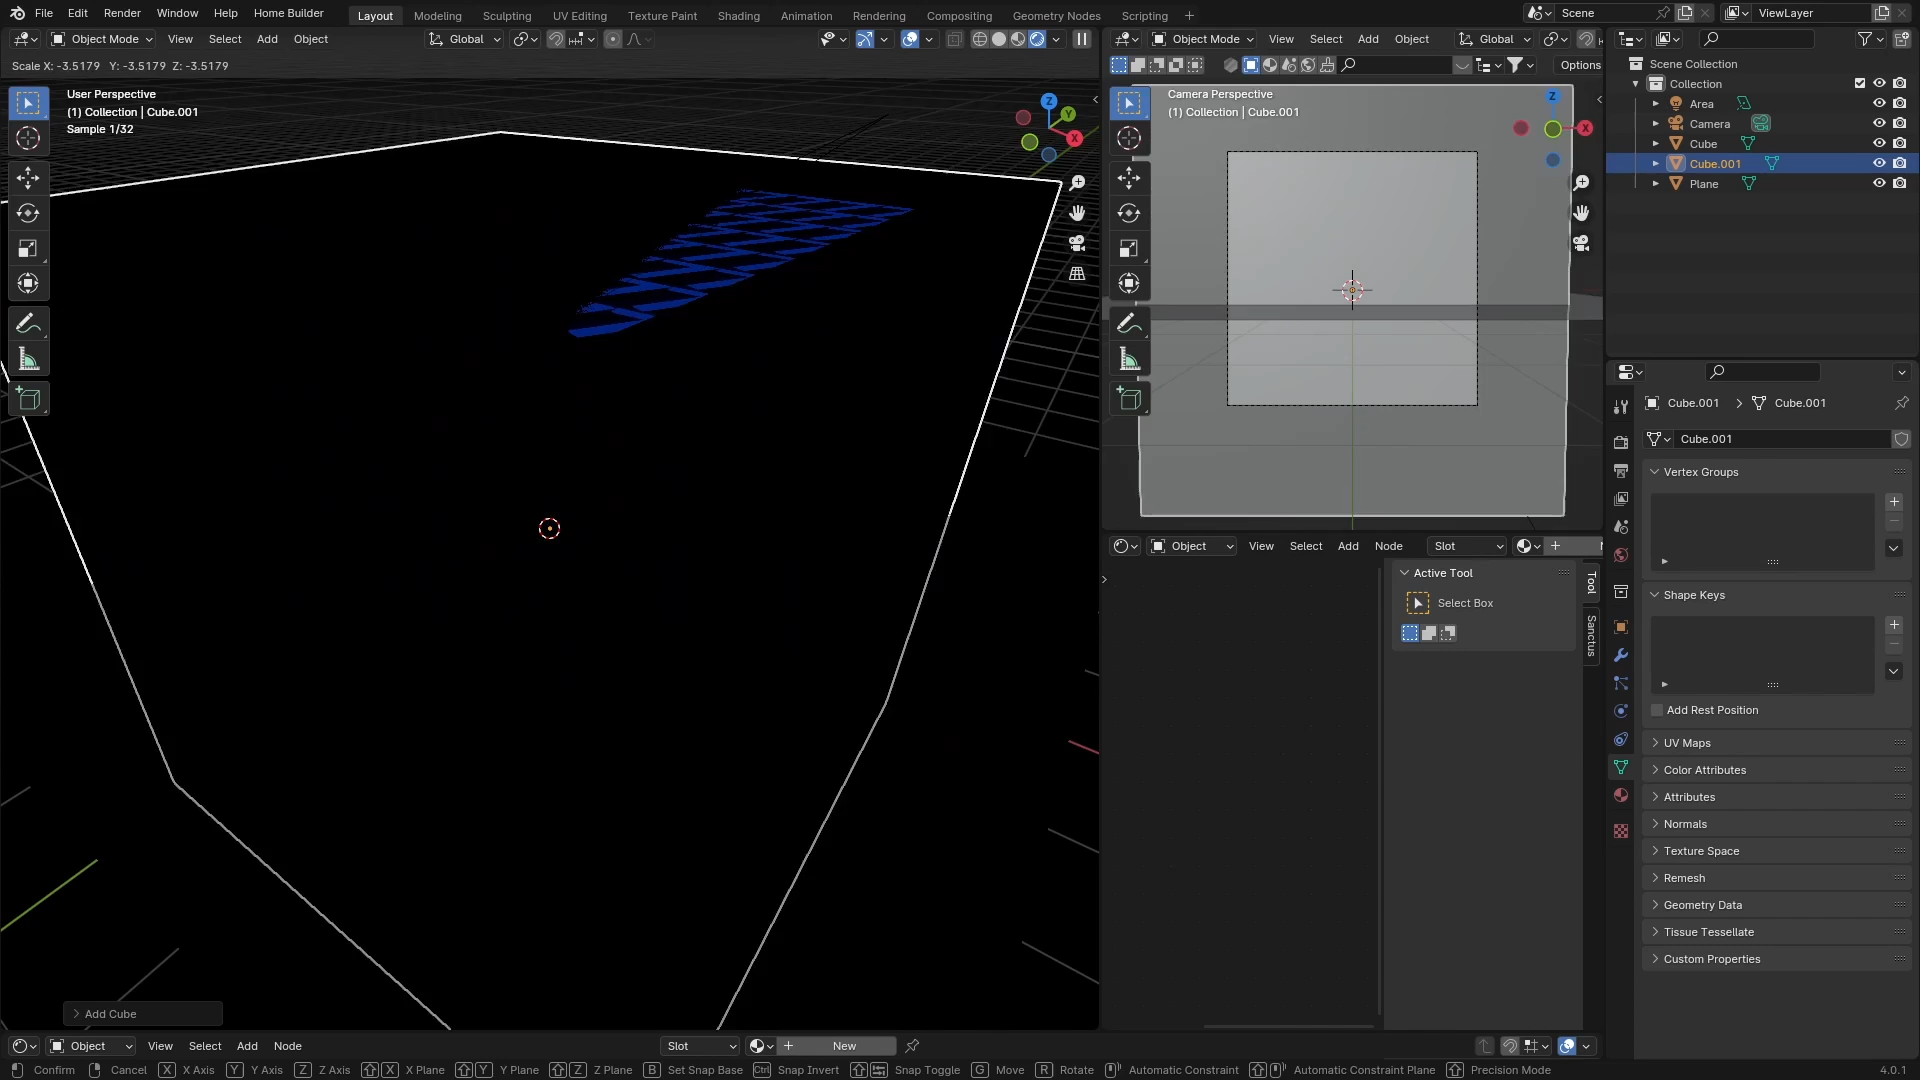 File Edit Render Window Help Home Builder Layout Modeling Sculpting UV Editing Texture Paint Shading Animation Rendering Compositing Geometry Nodes Scripting + Scene ViewLayer
Object Mode View Select Add Object Global
Object Mode View Select Add Object Global
Scale X: -3.5179 Y: -3.5179 Z: -3.5179
Options
User Perspective
(1) Collection | Cube.001
Sample 1/32
Z
Y
X
Camera Perspective
(1) Collection | Cube.001
Z
X
Scene Collection
Collection
Area
Camera
Cube
Cube.001
Plane
Cube.001 > Cube.001
Cube.001
Vertex Groups
Shape Keys
Add Rest Position
UV Maps
Color Attributes
Attributes
Normals
Texture Space
Remesh
Geometry Data
Tissue Tessellate
Custom Properties
Object View Select Add Node Slot
Active Tool
Select Box
Tool
Sanctus
Add Cube
Object View Select Add Node Slot New
Confirm Cancel X X Axis Y Y Axis Z Z Axis X X Plane Y Y Plane Z Z Plane B Set Snap Base Ctrl Snap Invert Snap Toggle G Move R Rotate Automatic Constraint Automatic Constraint Plane Precision Mode 4.0.1